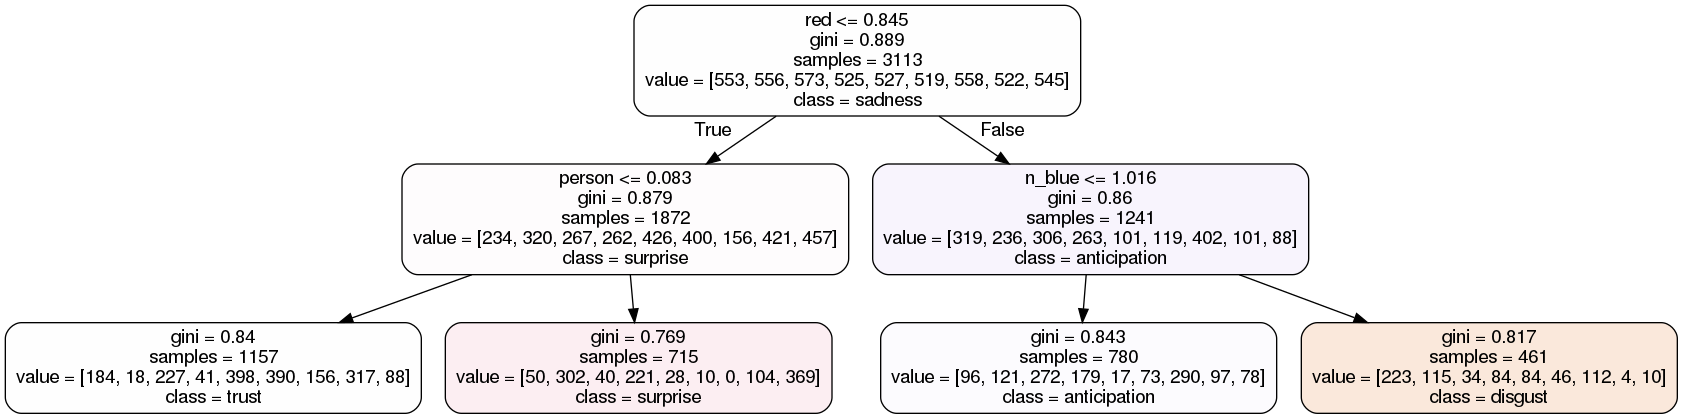 red <= 0.845
gini = 0.889
samples = 3113
value = [553, 556, 573, 525, 527, 519, 558, 522, 545]
class = sadness
True
False
person <= 0.083
gini = 0.879
samples = 1872
value = [234, 320, 267, 262, 426, 400, 156, 421, 457]
class = surprise
n_blue <= 1.016
gini = 0.86
samples = 1241
value = [319, 236, 306, 263, 101, 119, 402, 101, 88]
class = anticipation
gini = 0.84
samples = 1157
value = [184, 18, 227, 41, 398, 390, 156, 317, 88]
class = trust
gini = 0.769
samples = 715
value = [50, 302, 40, 221, 28, 10, 0, 104, 369]
class = surprise
gini = 0.843
samples = 780
value = [96, 121, 272, 179, 17, 73, 290, 97, 78]
class = anticipation
gini = 0.817
samples = 461
value = [223, 115, 34, 84, 84, 46, 112, 4, 10]
class = disgust